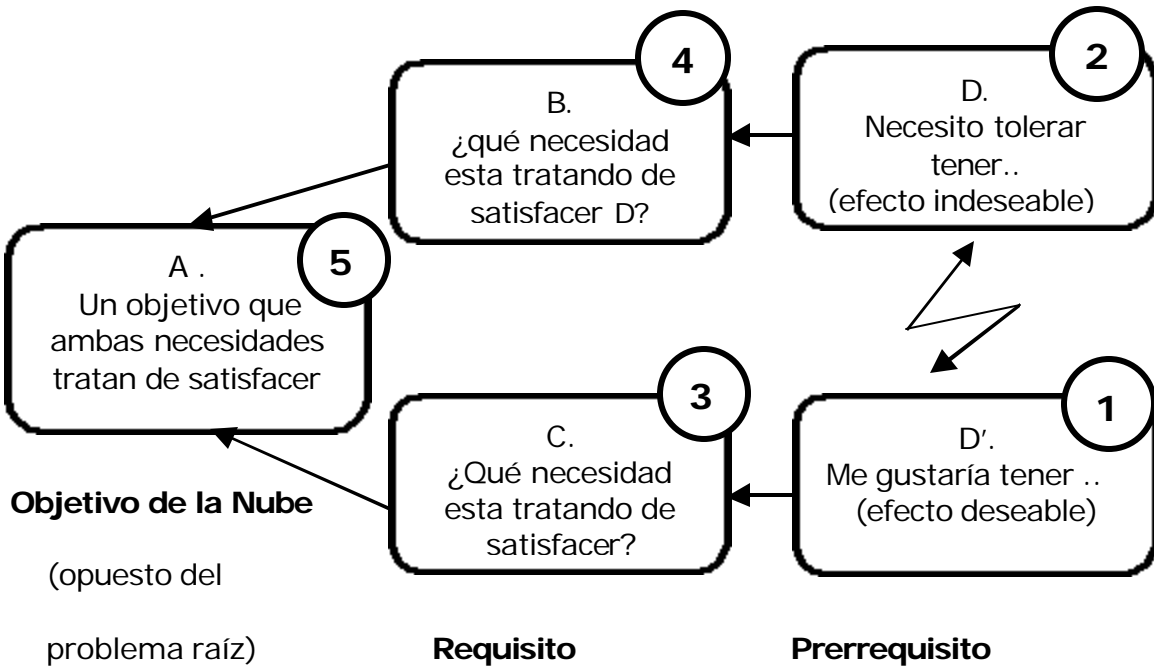 4
B.
¿qué necesidad
esta tratando de
satisfacer D?
2
D.
Necesito tolerar
tener..
(efecto indeseable)
5
A .
Un objetivo que
ambas necesidades
tratan de satisfacer
3
C.
¿Qué necesidad
esta tratando de
satisfacer?
1
D'.
Me gustaría tener ..
(efecto deseable)
Objetivo de la Nube
(opuesto del
problema raíz)
Requisito
Prerrequisito